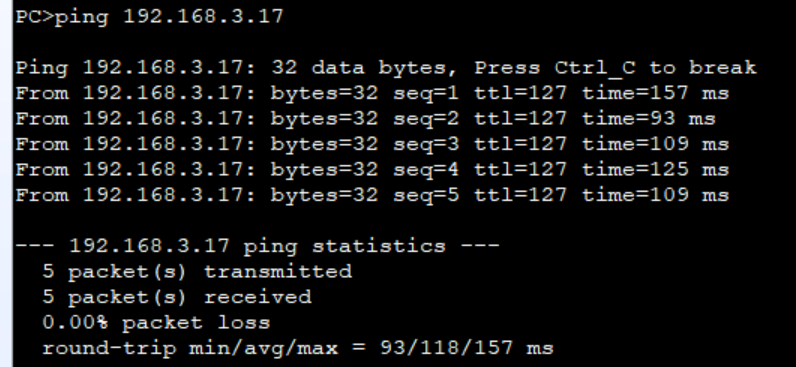 PC>ping 192.168.3.17
Ping 192.168.3.17: 32 data bytes, Press Ctrl_C to break
From 192.168.3.17: bytes=32 seq=1 ttl=127 time=157 ms
From 192.168.3.17: bytes=32 seq=2 ttl=127 time=93 ms
From 192.168.3.17: bytes=32 seq=3 ttl=127 time=109 ms
From 192.168.3.17: bytes=32 seq=4 ttl=127 time=125 ms
From 192.168.3.17: bytes=32 seq=5 ttl=127 time=109 ms
--- 192.168.3.17 ping statistics ---
5 packet(s) transmitted
5 packet(s) received
0.00% packet loss
round-trip min/avg/max = 93/118/157 ms